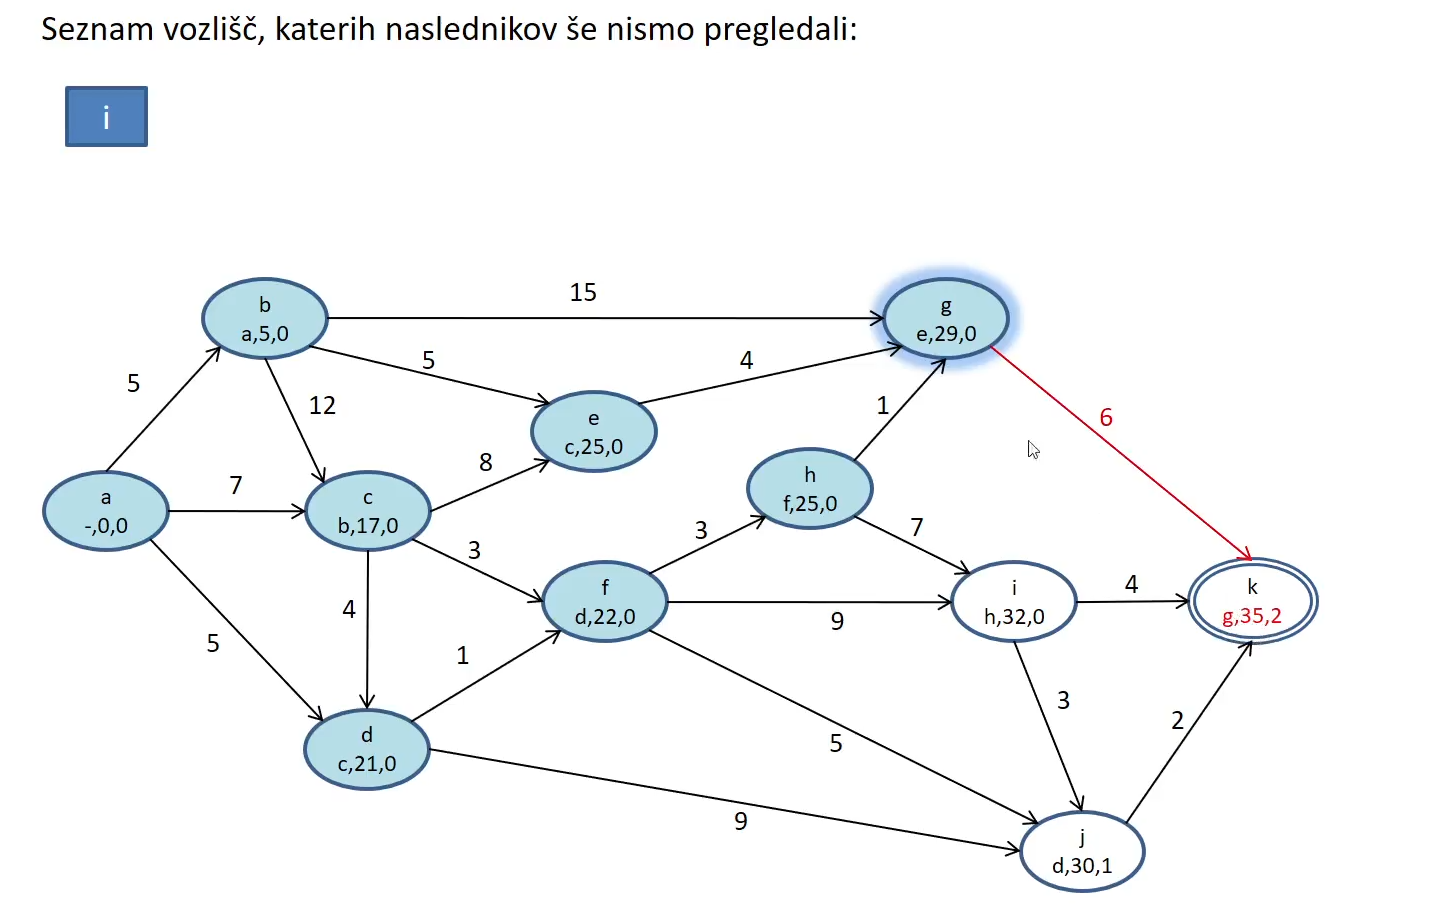 Seznam vozlišč, katerih naslednikov še nismo pregledali:
i
15
b
a,5,0
g
e,29,0
5
5
4
12
1
6
e
c,25,0
8
7
h
f,25,0
a
-,0,0
c
b,17,0
3
3
7
4
f
d,22,0
9
i
h,32,0
4
k
g,35,2
5
1
3
2
d
c,21,0
5
9
j
d,30,1